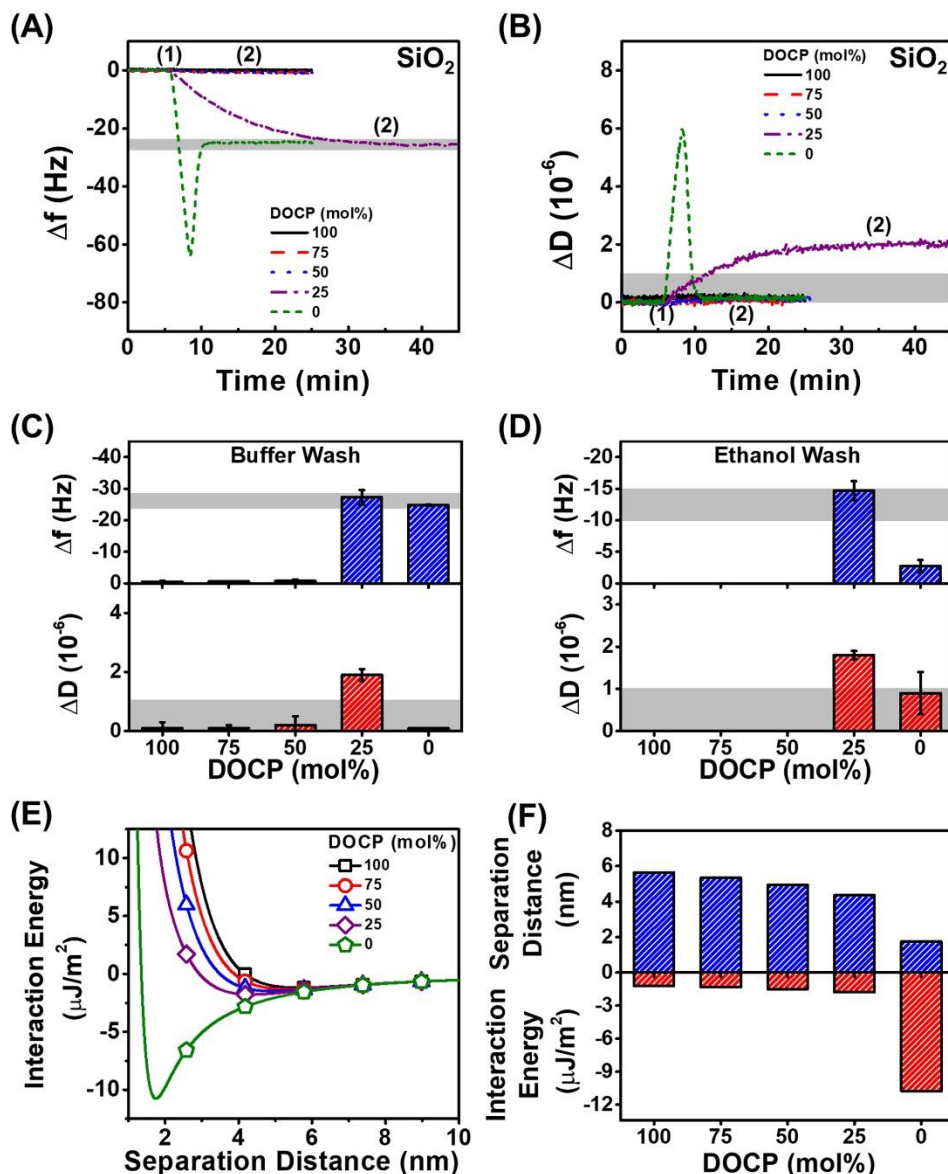 (A)
(1) (2) SiO2
0
-20
-40
-60
-80
Δf (Hz)
(2)
DOCP (mol%)
100
75
50
25
0
0 10 20 30 40
Time (min)
(B)
SiO2
DOCP (mol%)
100
75
50
25
0
8
6
4
2
0
ΔD (10-6)
(2)
(1) (2)
0 10 20 30 40
Time (min)
(C)
Buffer Wash
-40
-30
-20
-10
0
Δf (Hz)
4
2
0
ΔD (10-6)
100 75 50 25 0
DOCP (mol%)
(D)
Ethanol Wash
-20
-15
-10
-5
0
Δf (Hz)
3
2
1
0
ΔD (10-6)
100 75 50 25 0
DOCP (mol%)
(E)
DOCP (mol%)
100
75
50
25
0
10
5
0
-5
-10
Interaction Energy
(μJ/m2)
2 4 6 8 10
Separation Distance (nm)
(F)
8
6
4
2
0
-3
-6
-9
-12
Separation
Distance
(nm)
Interaction
Energy
(μJ/m2)
100 75 50 25 0
DOCP (mol%)